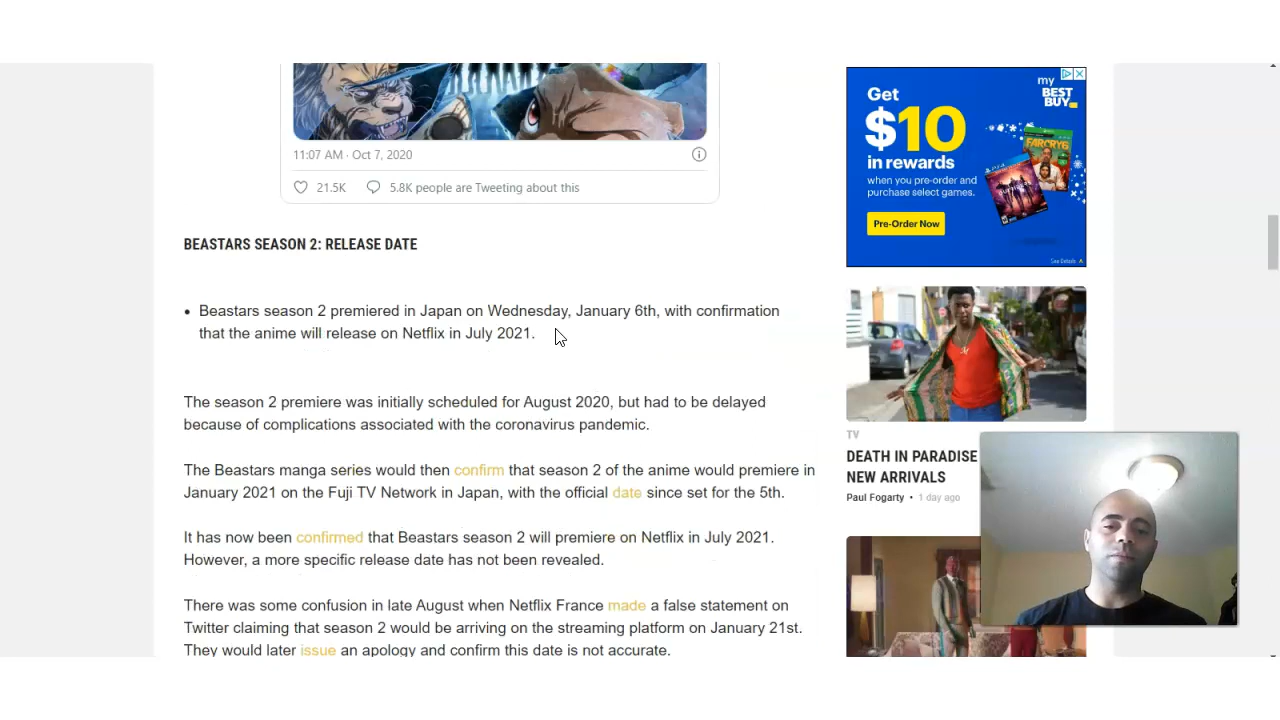 11:07 AM · Oct 7, 2020
21.5K
5.8K people are Tweeting about this
BEASTARS SEASON 2: RELEASE DATE
• Beastars season 2 premiered in Japan on Wednesday, January 6th, with confirmation
that the anime will release on Netflix in July 2021.
The season 2 premiere was initially scheduled for August 2020, but had to be delayed
because of complications associated with the coronavirus pandemic.
The Beastars manga series would then confirm that season 2 of the anime would premiere in
January 2021 on the Fuji TV Network in Japan, with the official date since set for the 5th.
It has now been confirmed that Beastars season 2 will premiere on Netflix in July 2021.
However, a more specific release date has not been revealed.
There was some confusion in late August when Netflix France made a false statement on
Twitter claiming that season 2 would be arriving on the streaming platform on January 21st.
They would later issue an apology and confirm this date is not accurate.
my
BEST
BUY
Get
$10
in rewards
when you pre-order and
purchase select games.
Pre-Order Now
See Details
FARCRY6
TV
DEATH IN PARADISE
NEW ARRIVALS
Paul Fogarty • 1 day ago